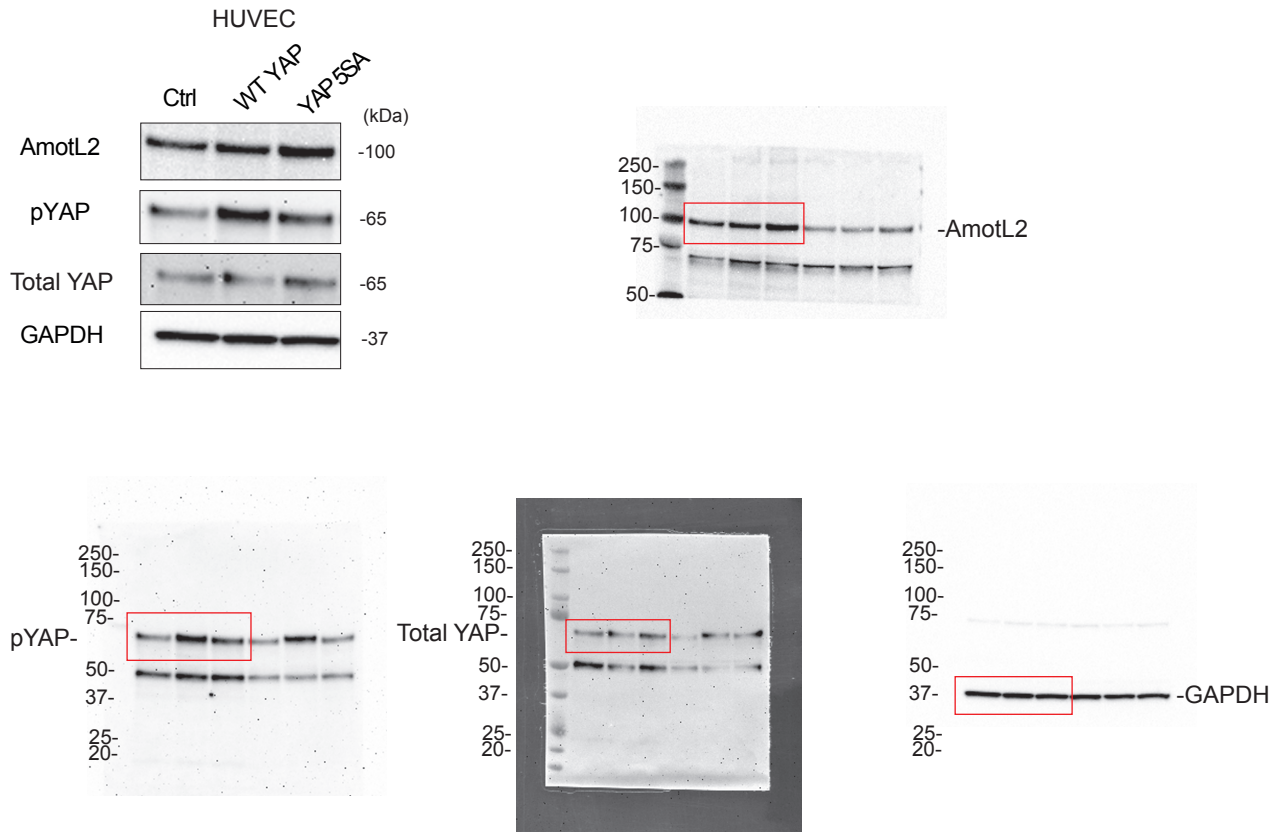 HUVEC
Ctrl
WT YAP
YAP 5SA
(kDa)
AmotL2
-100
pYAP
-65
Total YAP
-65
GAPDH
-37
250-
150-
100-
75-
50-
-AmotL2
250-
150-
100-
75-
pYAP-
50-
37-
25-
20-
250-
150-
100-
75-
Total YAP-
50-
37-
25-
20-
250-
150-
100-
75-
50-
37-
-GAPDH
25-
20-